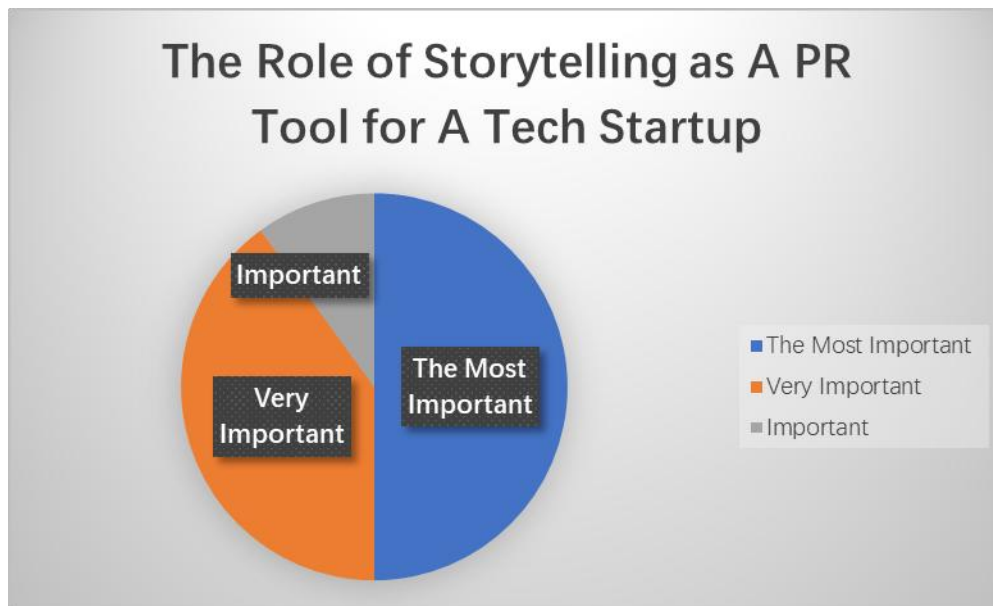 The Role of Storytelling as A PR
Tool for A Tech Startup
Important
The Most
Important
Very
Important
The Most Important
Very Important
Important